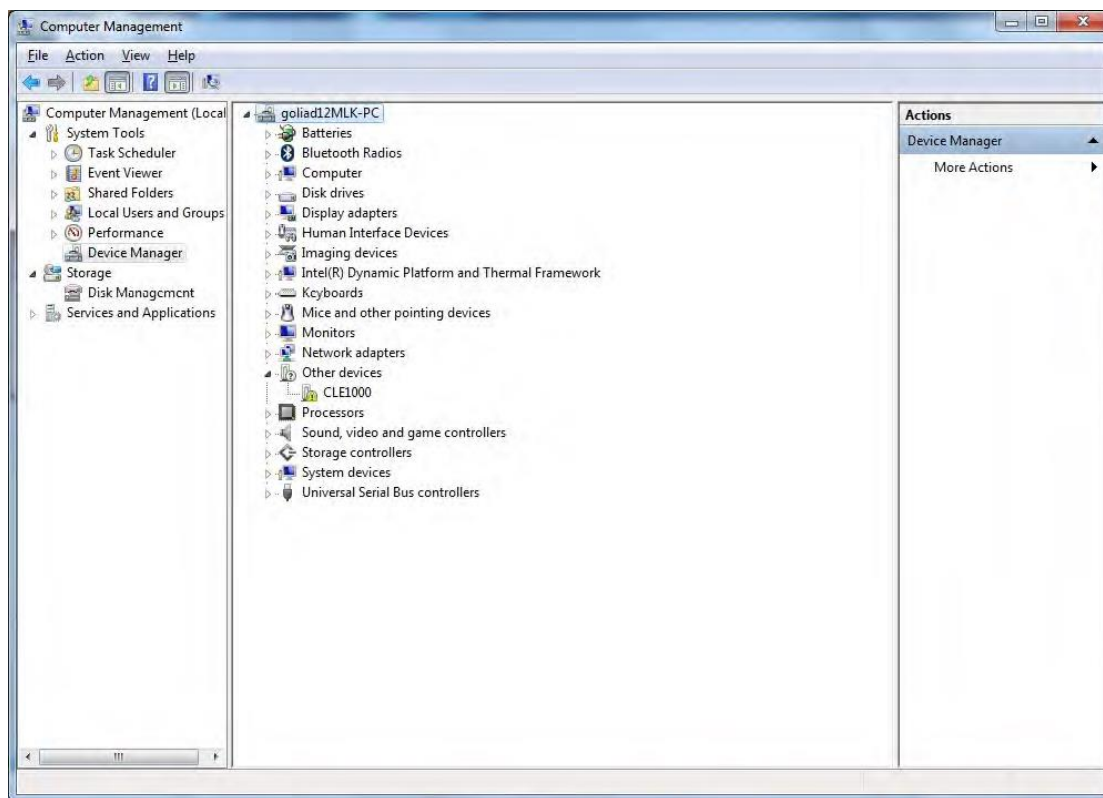 Computer Management
File Action View Help
Computer Management (Local
System Tools
Task Scheduler
Event Viewer
Shared Folders
Local Users and Groups
Performance
Device Manager
Storage
Disk Management
Services and Applications
goliad12MLK-PC
Batteries
Bluetooth Radios
Computer
Disk drives
Display adapters
Human Interface Devices
Imaging devices
Intel(R) Dynamic Platform and Thermal Framework
Keyboards
Mice and other pointing devices
Monitors
Network adapters
Other devices
CLE1000
Processors
Sound, video and game controllers
Storage controllers
System devices
Universal Serial Bus controllers
Actions
Device Manager
More Actions